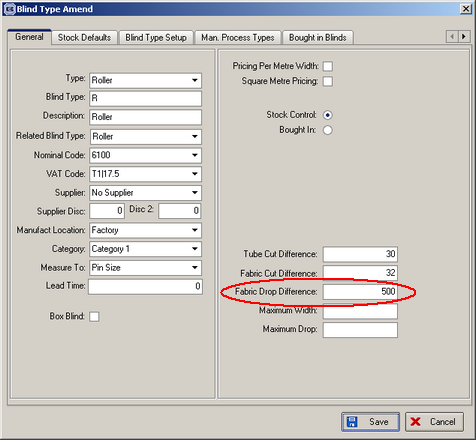 Blind Type Amend
General Stock Defaults Blind Type Setup Man. Process Types Bought in Blinds
Type: Roller
Blind Type: R
Description: Roller
Related Blind Type: Roller
Nominal Code: 6100
VAT Code: T1|17.5
Supplier: No Supplier
Supplier Disc: 0 Disc 2: 0
Manufact Location: Factory
Category: Category 1
Measure To: Pin Size
Lead Time: 0
Box Blind:
Pricing Per Metre Width:
Square Metre Pricing:
Stock Control:
Bought In:
Tube Cut Difference: 30
Fabric Cut Difference: 32
Fabric Drop Difference: 500
Maximum Width:
Maximum Drop:
Save Cancel